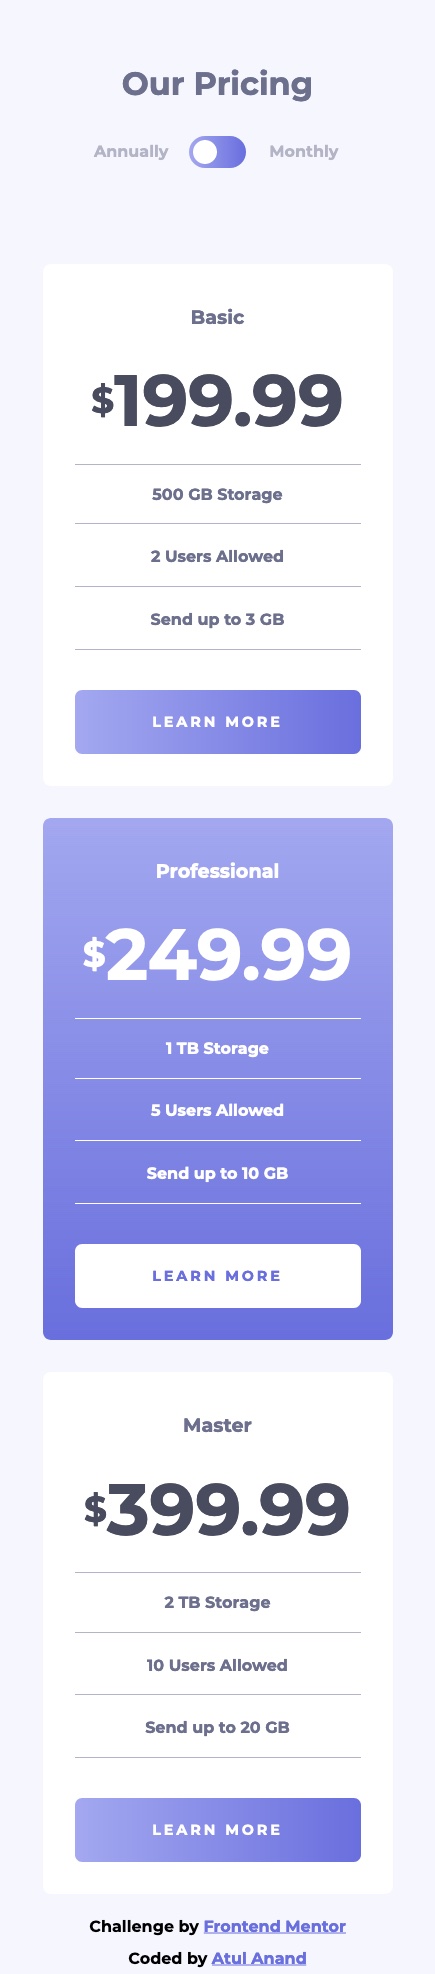 Our Pricing
Annually Monthly
Basic
$199.99
500 GB Storage
2 Users Allowed
Send up to 3 GB
LEARN MORE
Professional
$249.99
1 TB Storage
5 Users Allowed
Send up to 10 GB
LEARN MORE
Master
$399.99
2 TB Storage
10 Users Allowed
Send up to 20 GB
LEARN MORE
Challenge by Frontend Mentor
Coded by Atul Anand